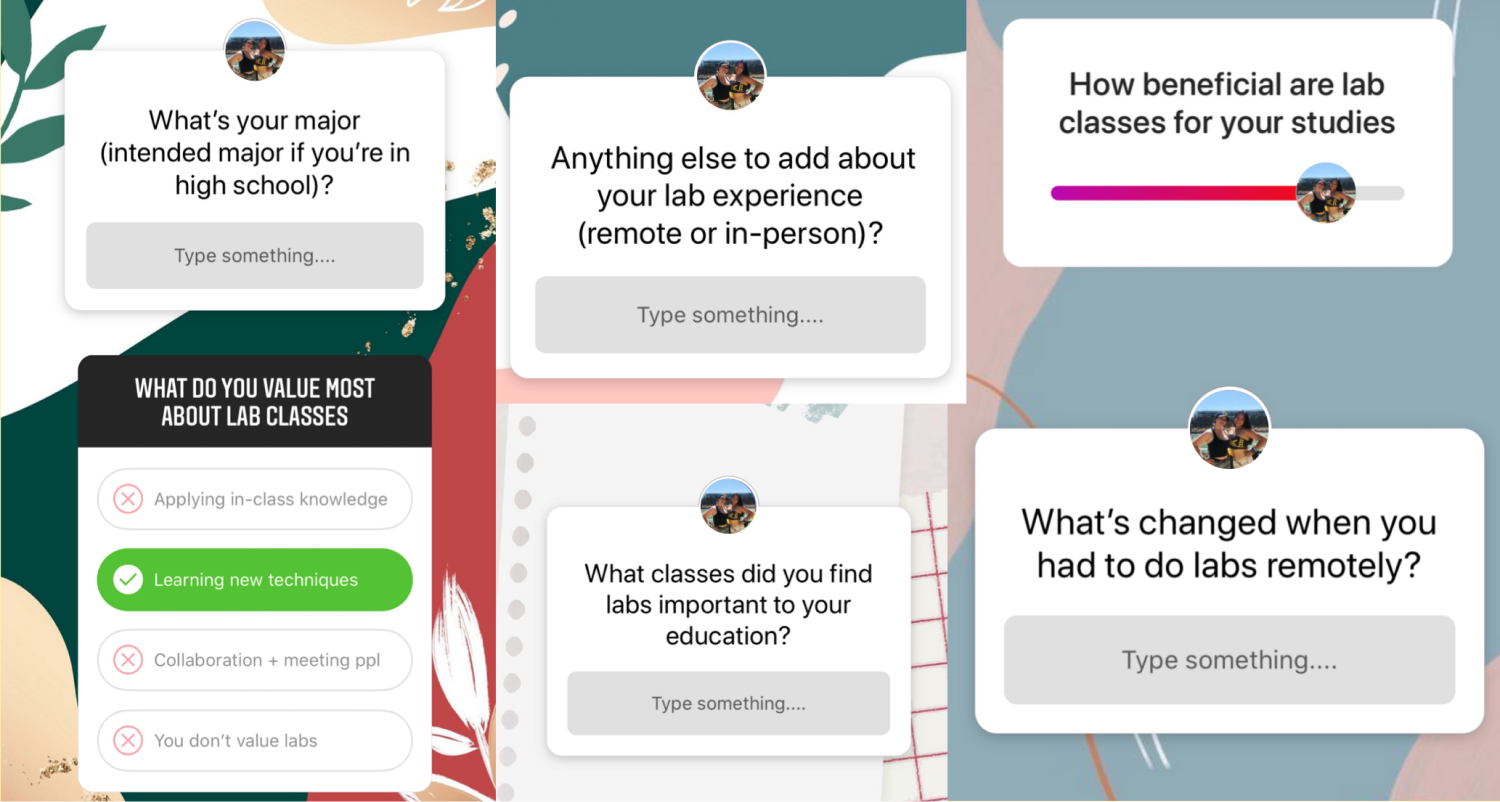 What's your major
(intended major if you're in
high school)?
Type something....
WHAT DO YOU VALUE MOST
ABOUT LAB CLASSES
Applying in-class knowledge
Learning new techniques
Collaboration + meeting ppl
You don't value labs
Anything else to add about
your lab experience
(remote or in-person)?
Type something....
What classes did you find
labs important to your
education?
Type something....
How beneficial are lab
classes for your studies
What's changed when you
had to do labs remotely?
Type something....